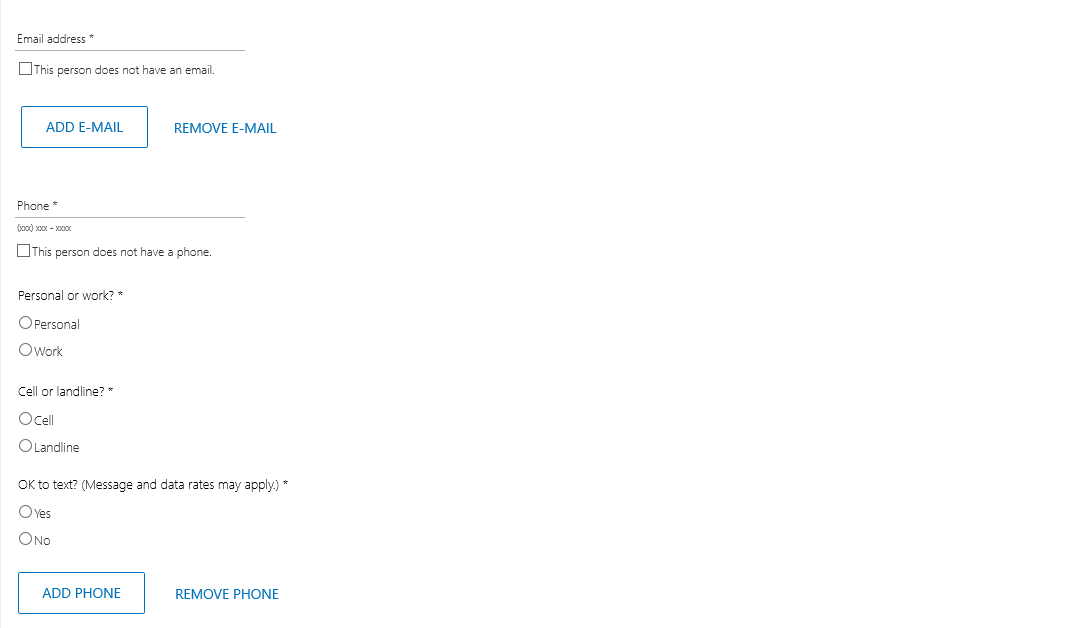 Email address *
This person does not have an email.
ADD E-MAIL REMOVE E-MAIL
Phone *
(xxx) xxx - xxxx
This person does not have a phone.
Personal or work? *
Personal
Work
Cell or landline? *
Cell
Landline
OK to text? (Message and data rates may apply.) *
Yes
No
ADD PHONE REMOVE PHONE